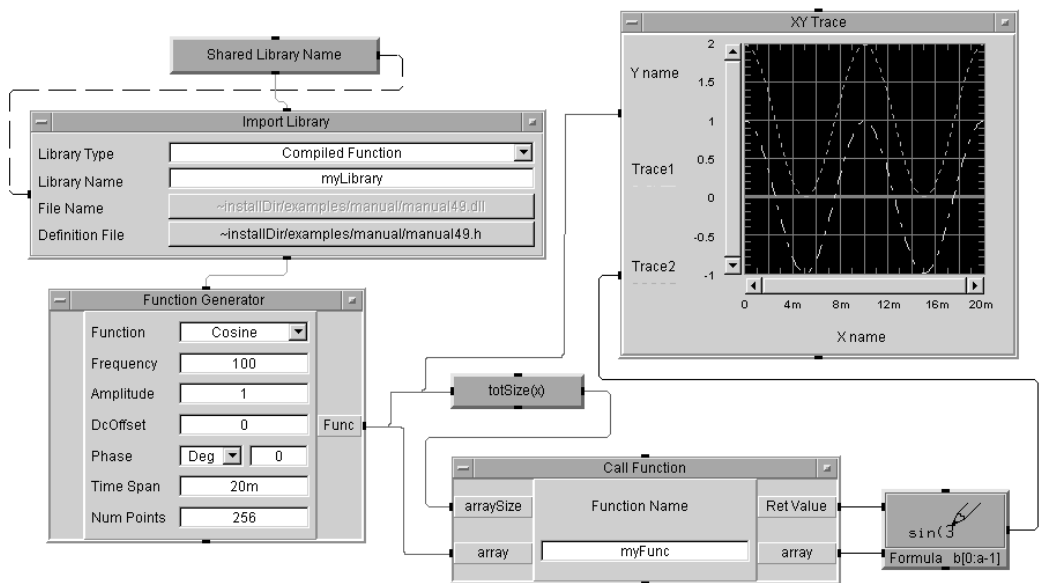 Shared Library Name
Import Library
Library Type Compiled Function
Library Name myLibrary
File Name ~installDir/examples/manual/manual49.dll
Definition File ~installDir/examples/manual/manual49.h
Function Generator
Function Cosine
Frequency 100
Amplitude 1
DcOffset 0
Phase Deg 0
Time Span 20m
Num Points 256
Func
totSize(x)
Call Function
arraySize Function Name Ret Value
array myFunc array
sin(3
Formula b[0:a-1]
XY Trace
Y name
Trace1
Trace2
2
1.5
1
0.5
0
-0.5
-1
0 4m 8m 12m 16m 20m
X name